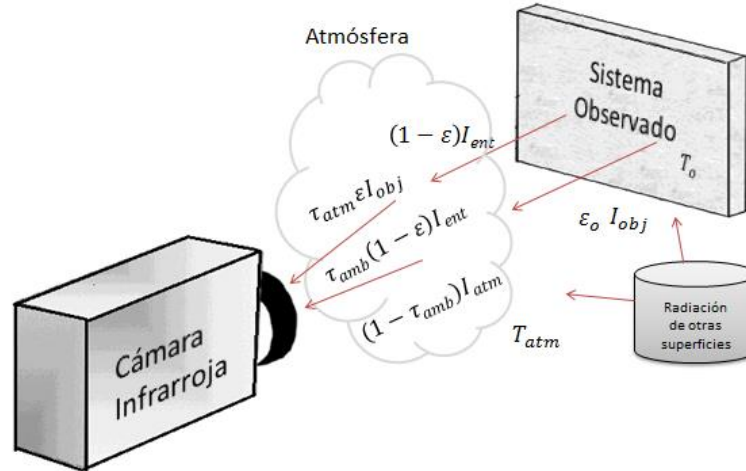 Atmósfera
Sistema
Observado
T_o
(1 − ε)I_ent
τ_atm εI_obj
ε_o I_obj
τ_amb(1 − ε)I_ent
(1 − τ_amb)I_atm
T_atm
Radiación
de otras
superficies
Cámara
Infrarroja